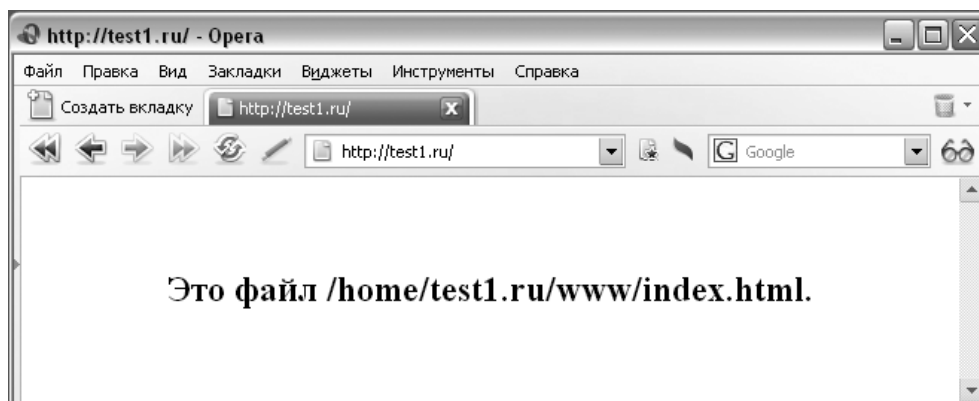 http://test1.ru/ - Opera
Файл Правка Вид Закладки Виджеты Инструменты Справка
Создать вкладку http://test1.ru/
http://test1.ru/ G Google
Это файл /home/test1.ru/www/index.html.